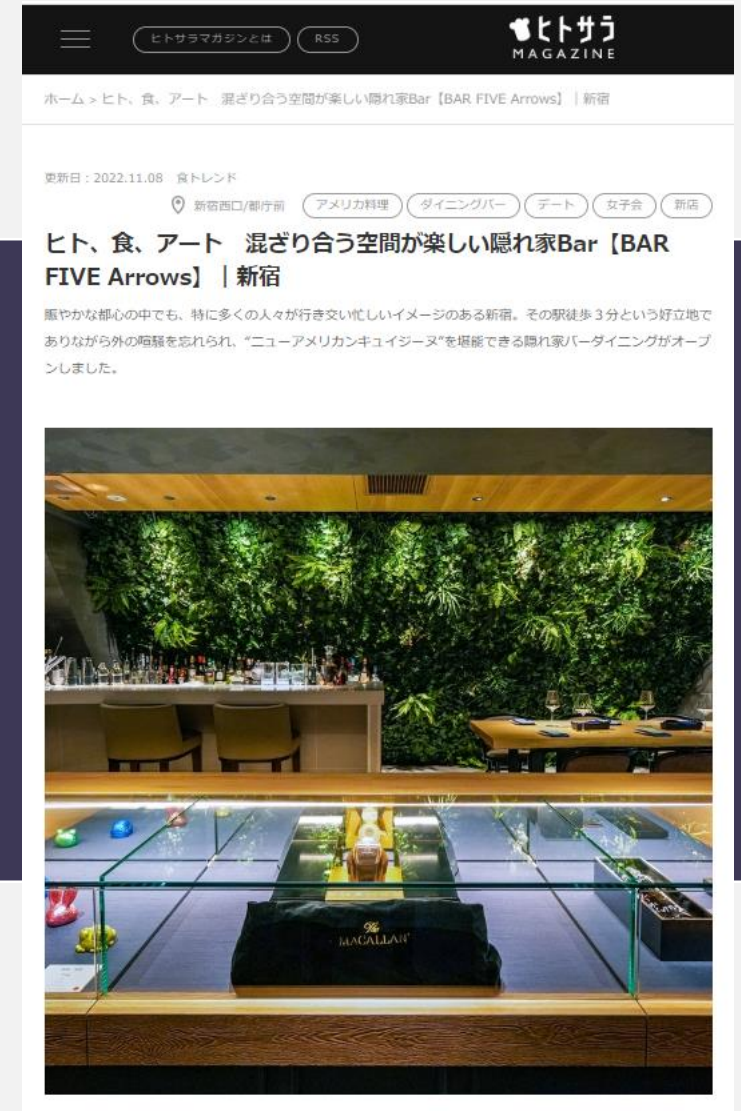 ヒトサラマガジンとは RSS ヒトサラ
MAGAZINE
ホーム > ヒト、食、アート　混ざり合う空間が楽しい隠れ家Bar【BAR FIVE Arrows】｜新宿
更新日：2022.11.08　食トレンド
新宿西口/都庁前 アメリカ料理 ダイニングバー デート 女子会 新店
ヒト、食、アート　混ざり合う空間が楽しい隠れ家Bar【BAR
FIVE Arrows】｜新宿
賑やかな都心の中でも、特に多くの人々が行き交い忙しいイメージのある新宿。その駅徒歩３分という好立地で
ありながら外の喧騒を忘れられ、“ニューアメリカンキュイジーヌ”を堪能できる隠れ家バーダイニングがオープ
ンしました。
The
MACALLAN